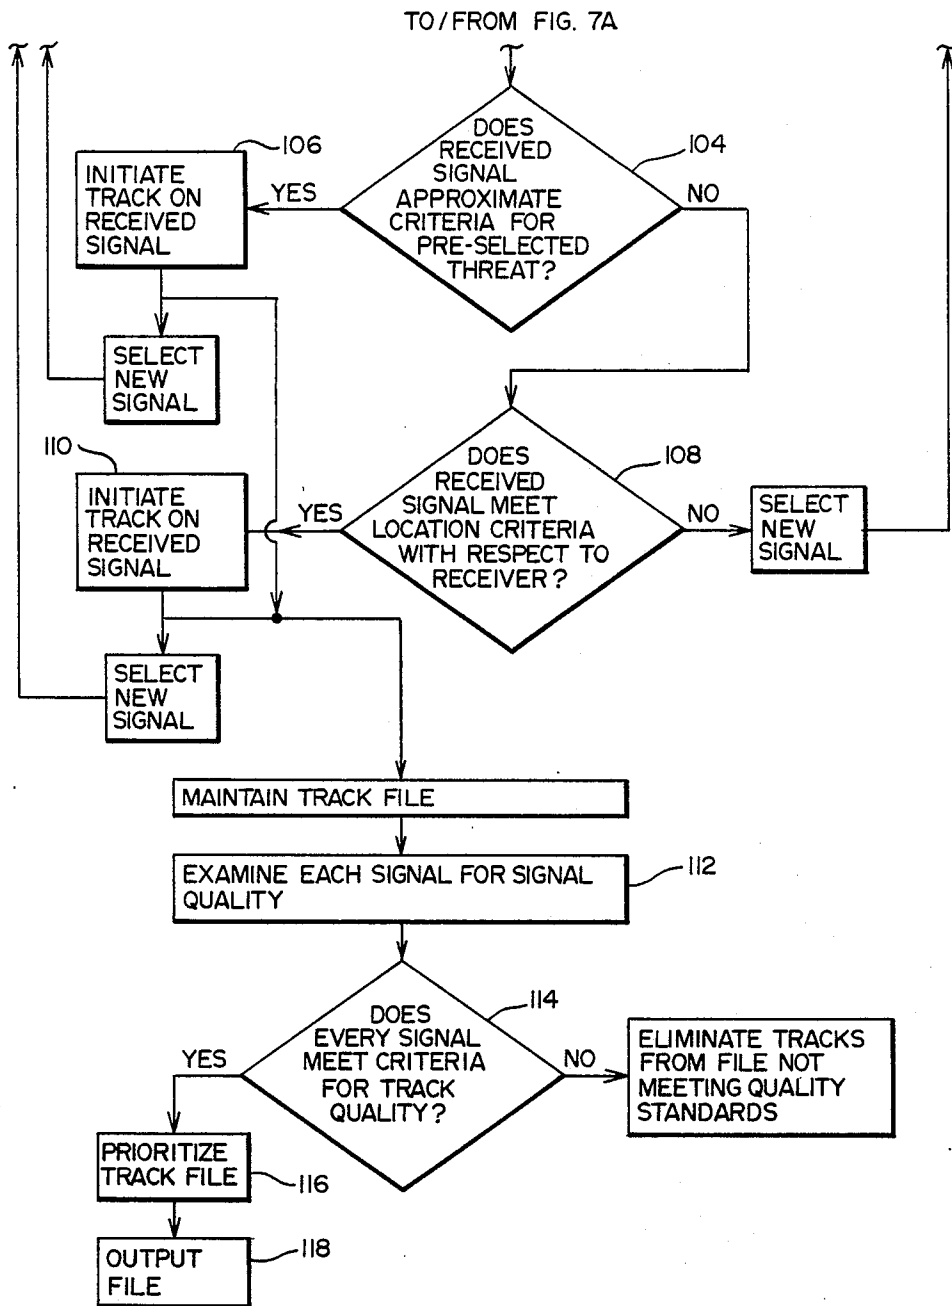 TO/FROM FIG. 7A
DOES
RECEIVED
SIGNAL
APPROXIMATE
CRITERIA FOR
PRE-SELECTED
THREAT?
104
YES
NO
106
INITIATE
TRACK ON
RECEIVED
SIGNAL
SELECT
NEW
SIGNAL
DOES
RECEIVED
SIGNAL MEET
LOCATION CRITERIA
WITH RESPECT TO
RECEIVER?
108
YES
NO
SELECT
NEW
SIGNAL
110
INITIATE
TRACK ON
RECEIVED
SIGNAL
SELECT
NEW
SIGNAL
MAINTAIN TRACK FILE
EXAMINE EACH SIGNAL FOR SIGNAL
QUALITY
112
DOES
EVERY SIGNAL
MEET CRITERIA
FOR TRACK
QUALITY?
114
YES
NO
ELIMINATE TRACKS
FROM FILE NOT
MEETING QUALITY
STANDARDS
PRIORITIZE
TRACK FILE
116
OUTPUT
FILE
118